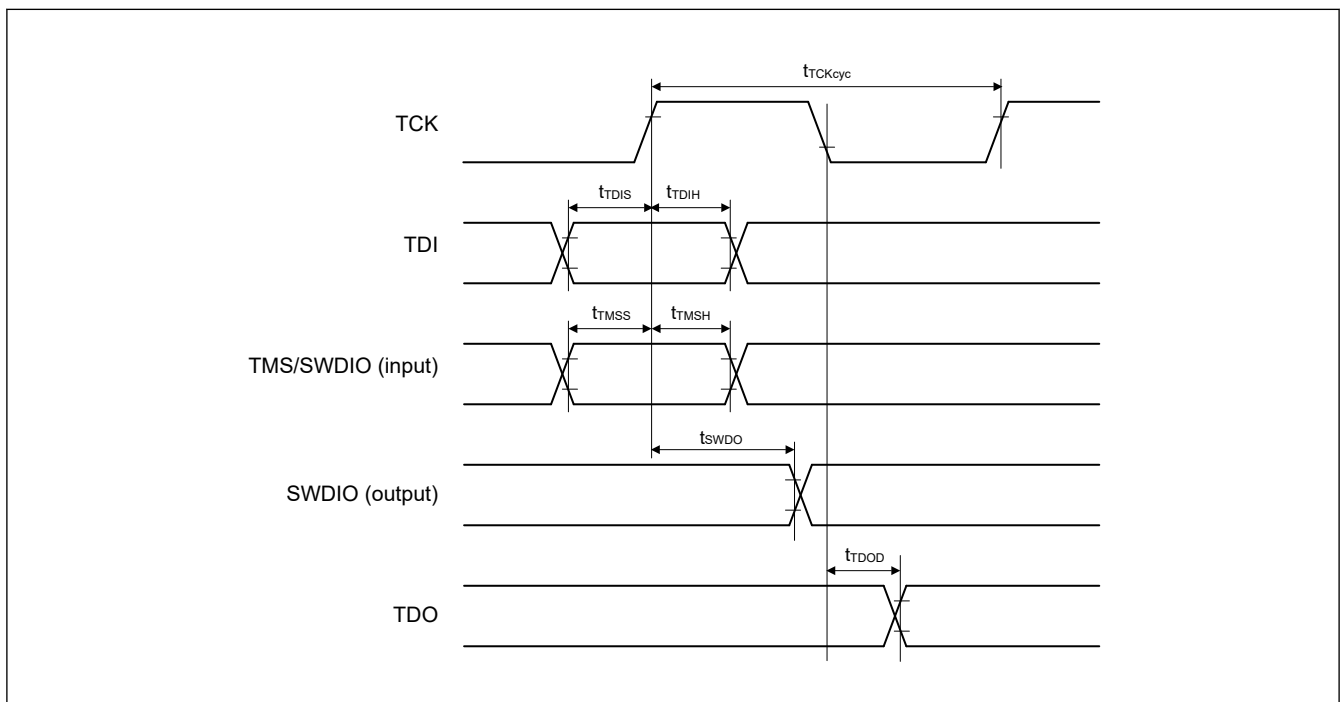 tTCKcyc
TCK
tTDIS tTDIH
TDI
tTMSS tTMSH
TMS/SWDIO (input)
tSWDO
SWDIO (output)
tTDOD
TDO